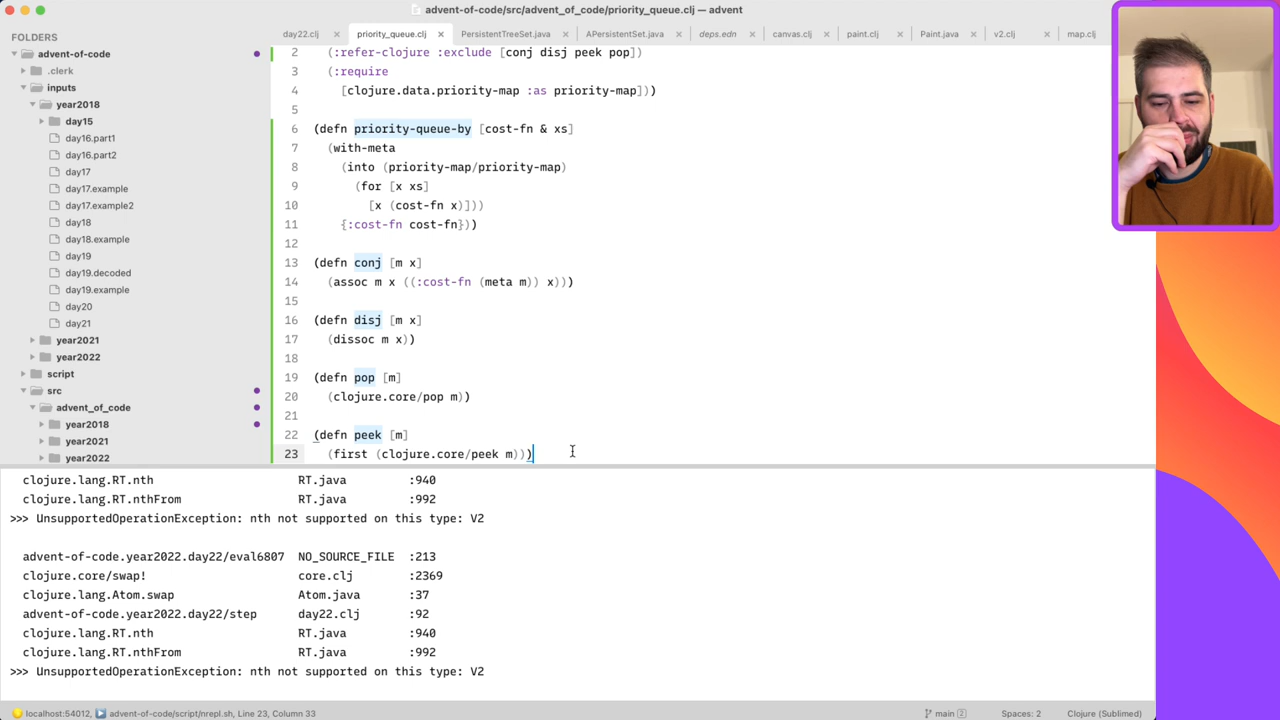 advent-of-code/src/advent_of_code/priority_queue.clj — advent
day22.clj × priority_queue.clj × PersistentTreeSet.java × APersistentSet.java × deps.edn × canvas.clj × paint.clj × Paint.java × v2.clj × map.clj
FOLDERS
advent-of-code
.clerk
inputs
year2018
day15
day16.part1
day16.part2
day17
day17.example
day17.example2
day18
day18.example
day19
day19.decoded
day19.example
day20
day21
year2021
year2022
script
src
advent_of_code
year2018
year2021
year2022
2 (:refer-clojure :exclude [conj disj peek pop])
3 (:require
4 [clojure.data.priority-map :as priority-map]))
5
6 (defn priority-queue-by [cost-fn & xs]
7 (with-meta
8 (into (priority-map/priority-map)
9 (for [x xs]
10 [x (cost-fn x)]))
11 {:cost-fn cost-fn}))
12
13 (defn conj [m x]
14 (assoc m x ((:cost-fn (meta m)) x)))
15
16 (defn disj [m x]
17 (dissoc m x))
18
19 (defn pop [m]
20 (clojure.core/pop m))
21
22 (defn peek [m]
23 (first (clojure.core/peek m)))
clojure.lang.RT.nth RT.java :940
clojure.lang.RT.nthFrom RT.java :992
>>> UnsupportedOperationException: nth not supported on this type: V2
advent-of-code.year2022.day22/eval6807 NO_SOURCE_FILE :213
clojure.core/swap! core.clj :2369
clojure.lang.Atom.swap Atom.java :37
advent-of-code.year2022.day22/step day22.clj :92
clojure.lang.RT.nth RT.java :940
clojure.lang.RT.nthFrom RT.java :992
>>> UnsupportedOperationException: nth not supported on this type: V2
localhost:54012, advent-of-code/script/nrepl.sh, Line 23, Column 33 main 2 Spaces: 2 Clojure (Sublimed)